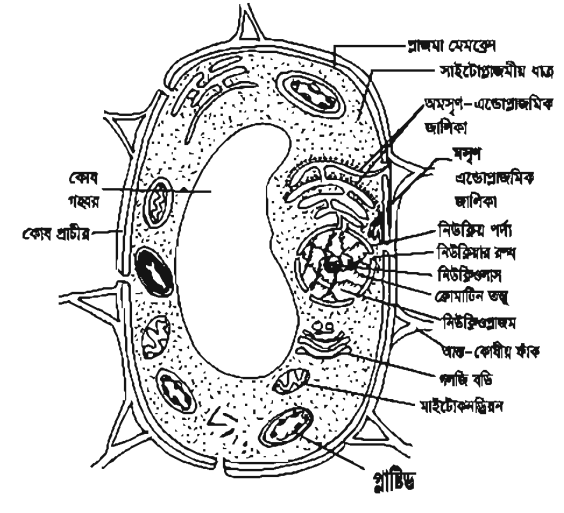 প্লাজমা মেমব্রেন
সাইটোপ্লাজমীয় ধাত্র
অমসৃণ-এন্ডোপ্লাজমিক
জালিকা
মসৃণ
এন্ডোপ্লাজমিক
জালিকা
কোষ
গহ্বর
কোষ প্রাচীর
নিউক্লিয় পর্দা
নিউক্লিয়ার রন্ধ্র
নিউক্লিওলাস
ক্রোমাটিন তন্তু
নিউক্লিওপ্লাজম
আন্ত-কোষীয় ফাঁক
গলজি বডি
মাইটোকনড্রিয়ন
প্লাষ্টিড